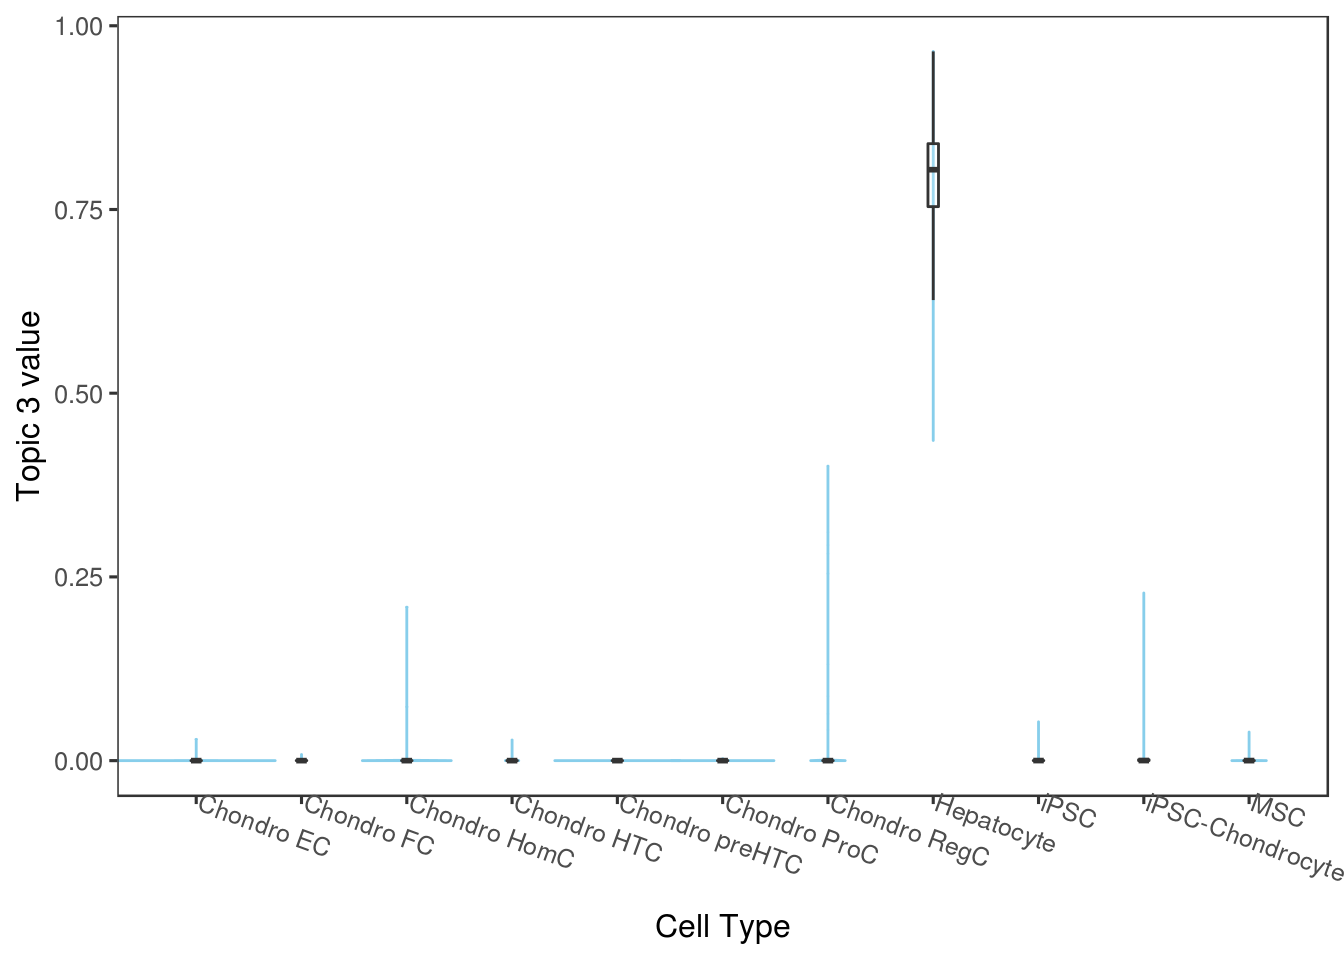 1.00
0.75
0.50
0.25
0.00
Topic 3 value
Chondro EC
Chondro FC
Chondro HomC
Chondro HTC
Chondro preHTC
Chondro ProC
Chondro RegC
Hepatocyte
iPSC
iPSC-Chondrocyte
MSC
Cell Type